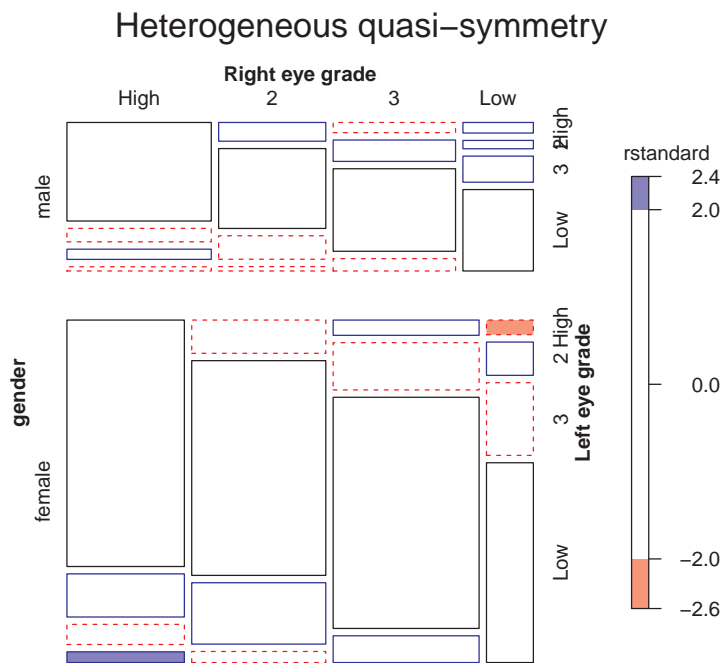 Heterogeneous quasi−symmetry
Right eye grade
High 2 3 Low
male
High
2
3
Low
gender
female
High
2
3
Low
Left eye grade
rstandard
2.4
2.0
0.0
−2.0
−2.6